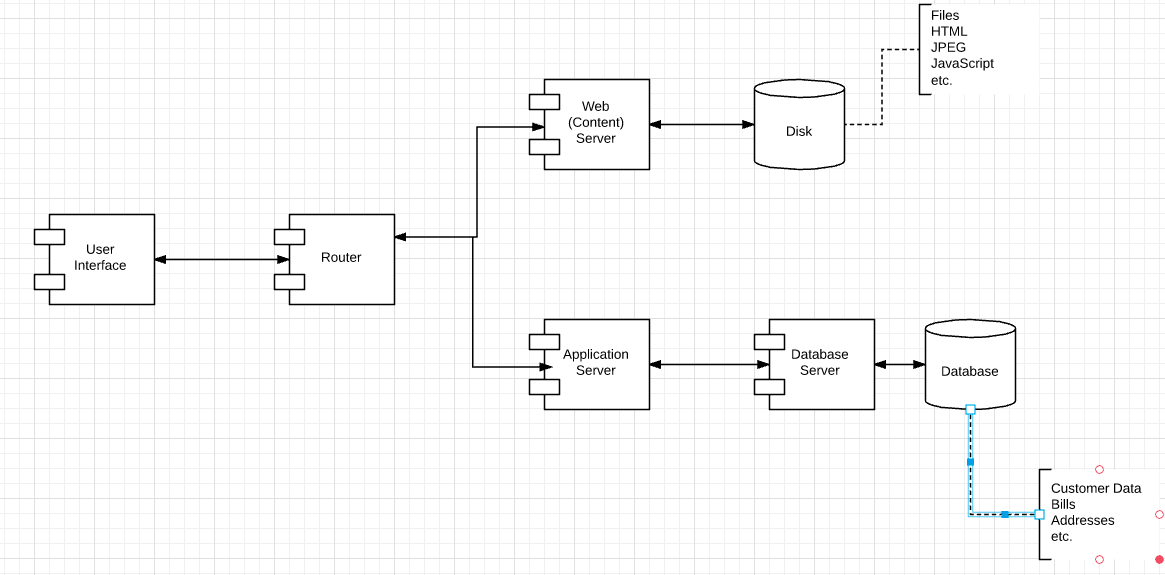 Files
HTML
JPEG
JavaScript
etc.
Web
(Content)
Server
Disk
User
Interface
Router
Application
Server
Database
Server
Database
Customer Data
Bills
Addresses
etc.